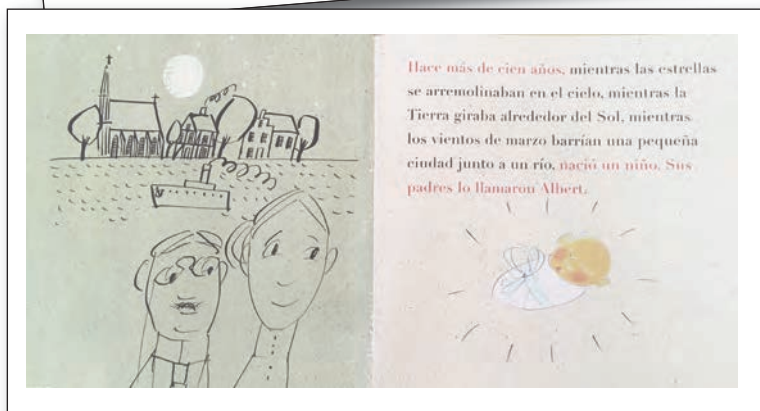 Hace más de cien años, mientras las estrellas
se arremolinaban en el cielo, mientras la
Tierra giraba alrededor del Sol, mientras
los vientos de marzo barrían una pequeña
ciudad junto a un río, nació un niño. Sus
padres lo llamaron Albert.